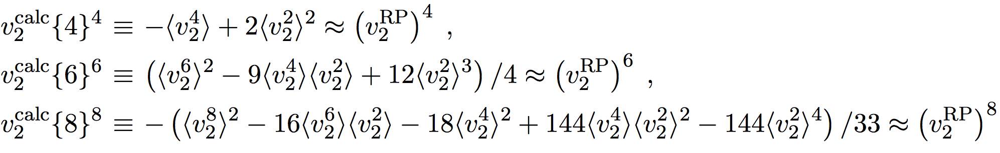 v_2^{calc}{4}^4 ≡ −⟨v_2^4⟩ + 2⟨v_2^2⟩^2 ≈ (v_2^{RP})^4 ,
v_2^{calc}{6}^6 ≡ (⟨v_2^6⟩^2 − 9⟨v_2^4⟩⟨v_2^2⟩ + 12⟨v_2^2⟩^3) /4 ≈ (v_2^{RP})^6 ,
v_2^{calc}{8}^8 ≡ − (⟨v_2^8⟩^2 − 16⟨v_2^6⟩⟨v_2^2⟩ − 18⟨v_2^4⟩^2 + 144⟨v_2^4⟩⟨v_2^2⟩^2 − 144⟨v_2^2⟩^4) /33 ≈ (v_2^{RP})^8